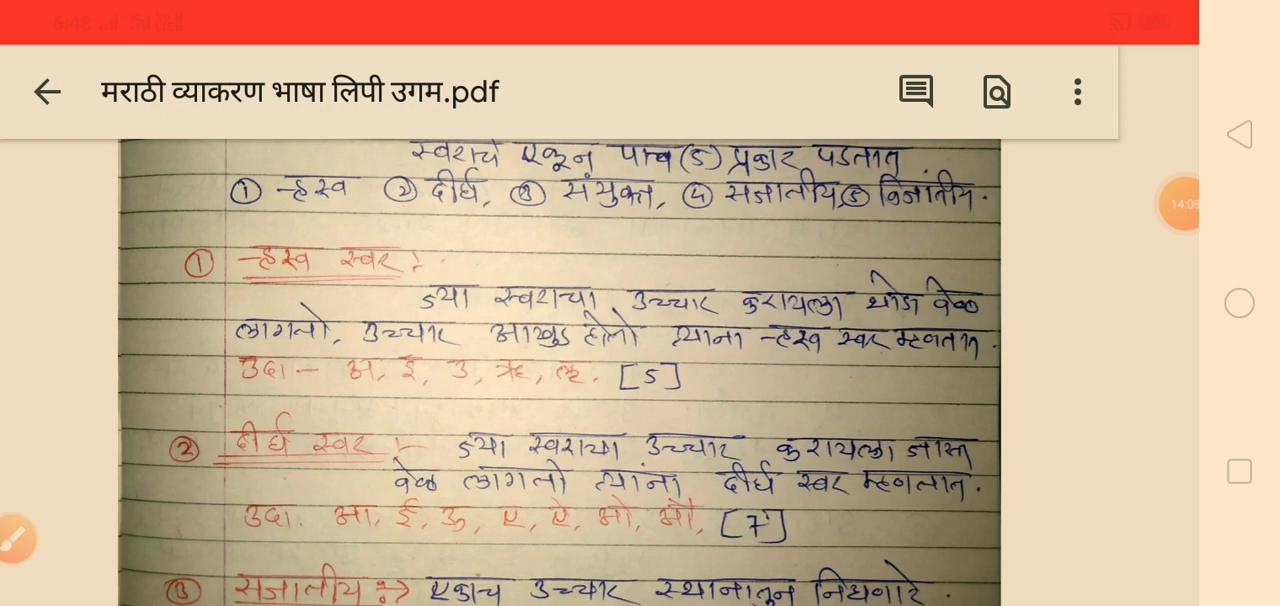 6:48
मराठी व्याकरण भाषा लिपी उगम.pdf
स्वराचे एकून पाच (5) प्रकार पडतात
① -हस्व ② दीर्घ, ③ संयुक्त, ④ सजातीय ⑤ विजातीय.
14:08
① -हस्व स्वर :
ज्या स्वराचा उच्चार करायला थोडा वेळ
लागतो, उच्चार आखुड होतो त्याना -हस्व स्वर म्हणतात.
उदा - अ, ई, उ, ऋ, लृ. [5]
② दीर्घ स्वर :- ज्या स्वराचा उच्चार करायला जास्त
वेळ लागतो त्यांना दीर्घ स्वर म्हणतात.
उदा. आ, ई, ऊ, ए, ऐ, ओ, औ, [7]
③ सजातीय :→ एकाच उच्चार स्थानातून निघणारे